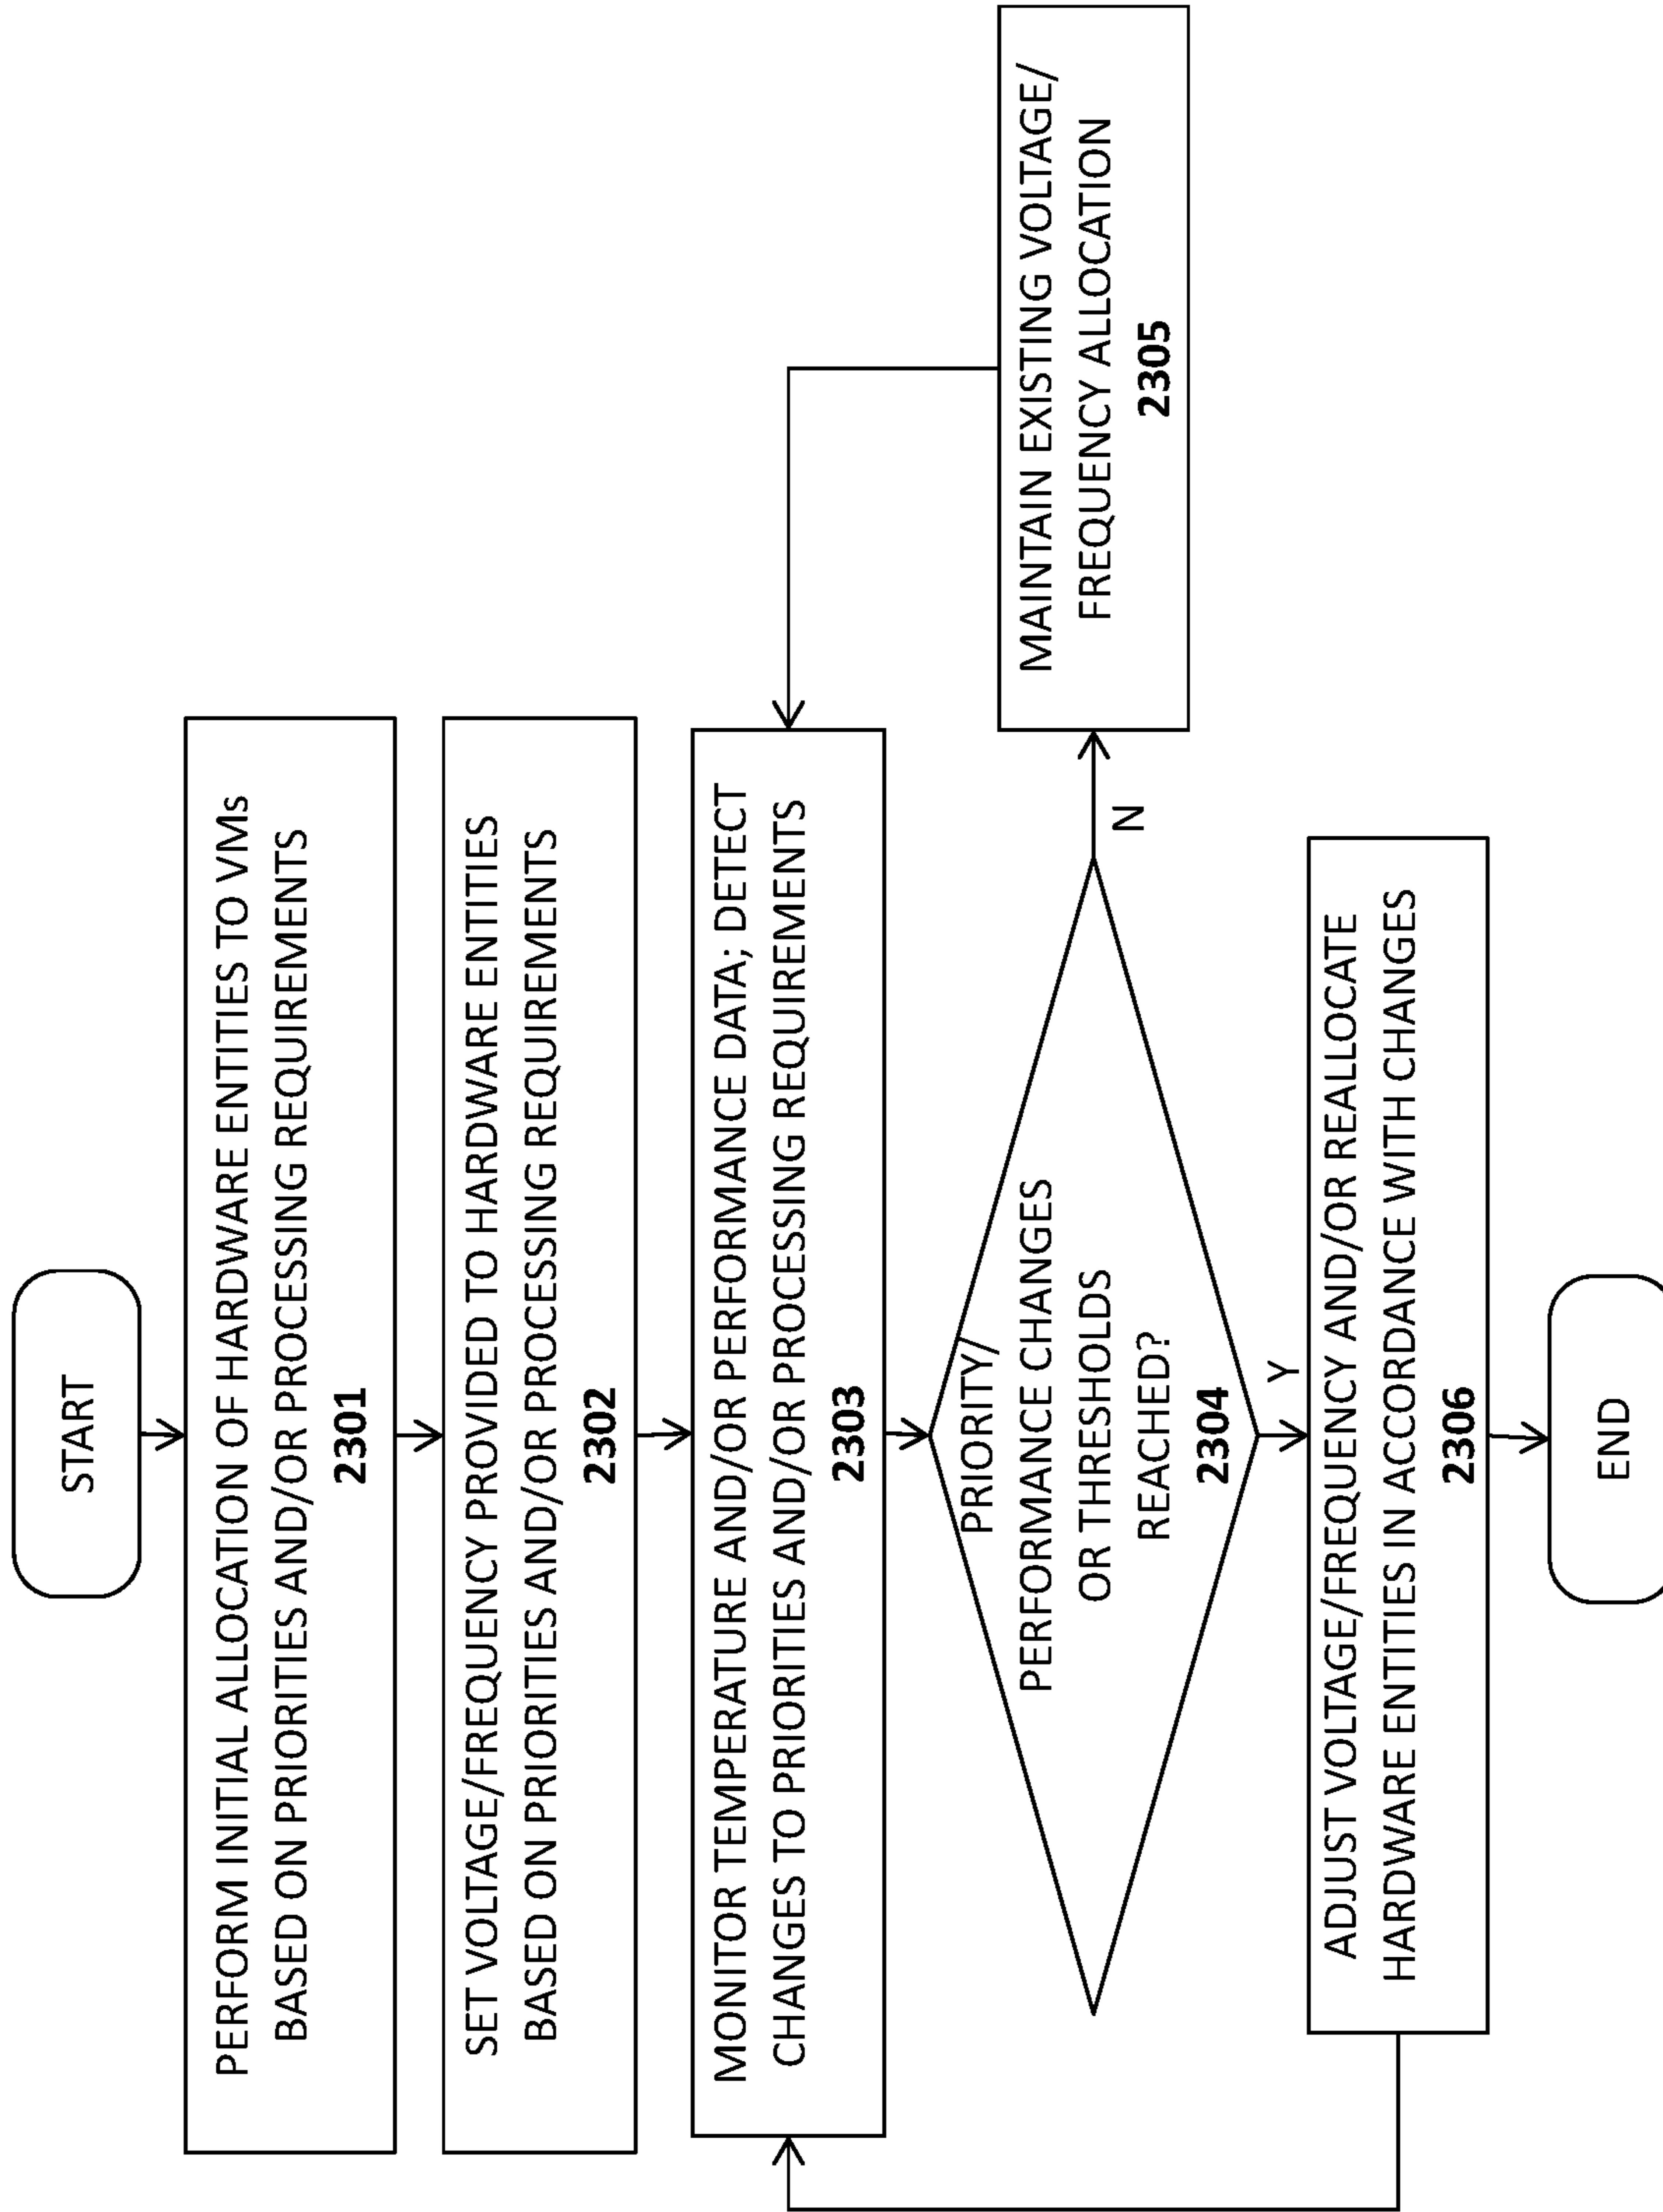 START
PERFORM INITIAL ALLOCATION OF HARDWARE ENTITIES TO VMs
BASED ON PRIORITIES AND/OR PROCESSING REQUIREMENTS
2301
SET VOLTAGE/FREQUENCY PROVIDED TO HARDWARE ENTITIES
BASED ON PRIORITIES AND/OR PROCESSING REQUIREMENTS
2302
MONITOR TEMPERATURE AND/OR PERFORMANCE DATA; DETECT
CHANGES TO PRIORITIES AND/OR PROCESSING REQUIREMENTS
2303
PRIORITY/
PERFORMANCE CHANGES
OR THRESHOLDS
REACHED?
2304
N
MAINTAIN EXISTING VOLTAGE/
FREQUENCY ALLOCATION
2305
Y
ADJUST VOLTAGE/FREQUENCY AND/OR REALLOCATE
HARDWARE ENTITIES IN ACCORDANCE WITH CHANGES
2306
END